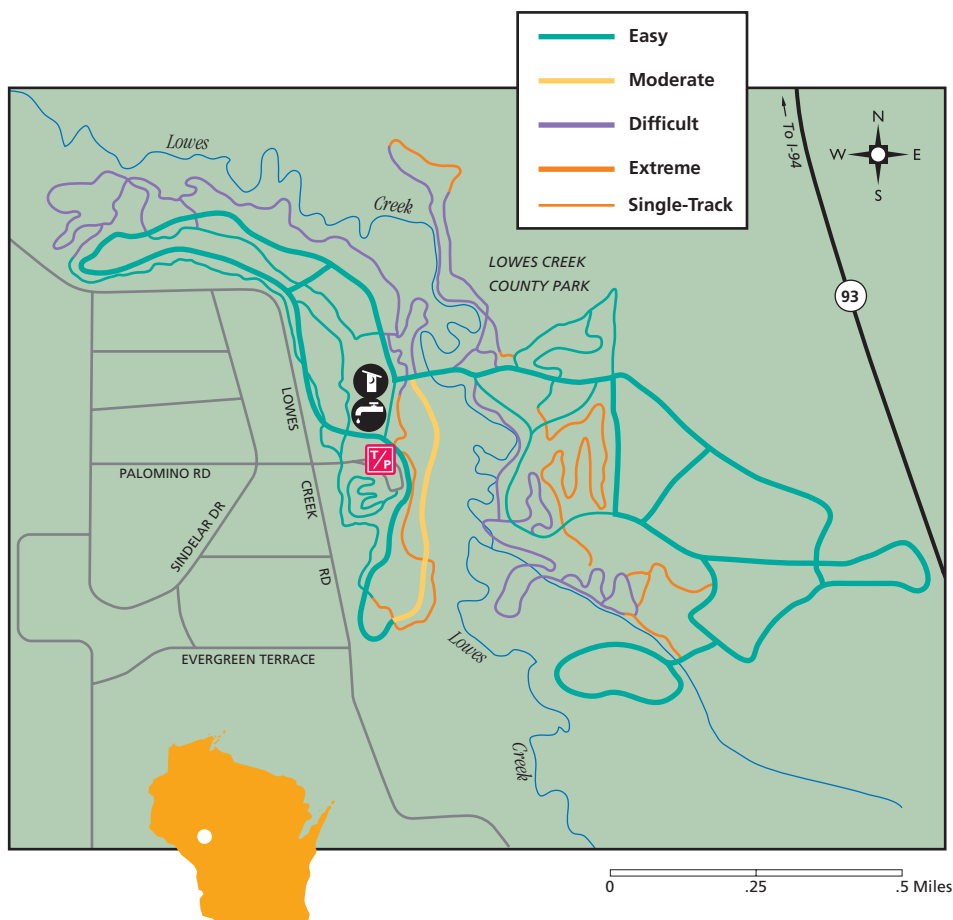 Easy
Moderate
Difficult
Extreme
Single-Track
To I-94
N
W E
S
93
Lowes
Creek
LOWES CREEK
COUNTY PARK
LOWES
CREEK
RD
T/P
PALOMINO RD
SINDELAR DR
EVERGREEN TERRACE
Lowes
Creek
0 .25 .5 Miles